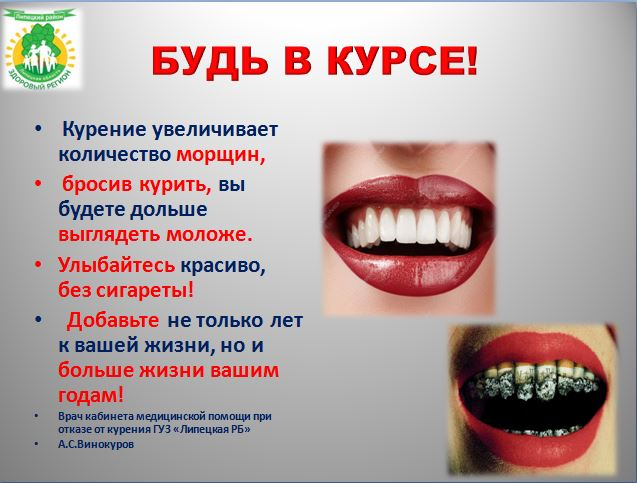 Липецкий район
ЗДОРОВЫЙ РЕГИОН
БУДЬ В КУРСЕ!
• Курение увеличивает
количество морщин,
• бросив курить, вы
будете дольше
выглядеть моложе.
• Улыбайтесь красиво,
без сигареты!
• Добавьте не только лет
к вашей жизни, но и
больше жизни вашим
годам!
• Врач кабинета медицинской помощи при
отказе от курения ГУЗ «Липецкая РБ»
• А.С.Винокуров